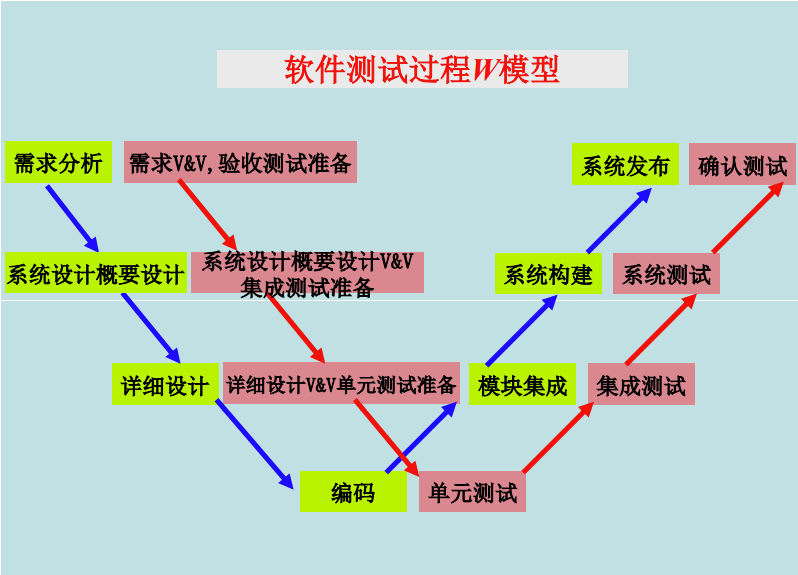 软件测试过程W模型
需求分析
需求V&V,验收测试准备
系统发布
确认测试
系统设计概要设计
系统设计概要设计V&V
集成测试准备
系统构建
系统测试
详细设计
详细设计V&V单元测试准备
模块集成
集成测试
编码
单元测试